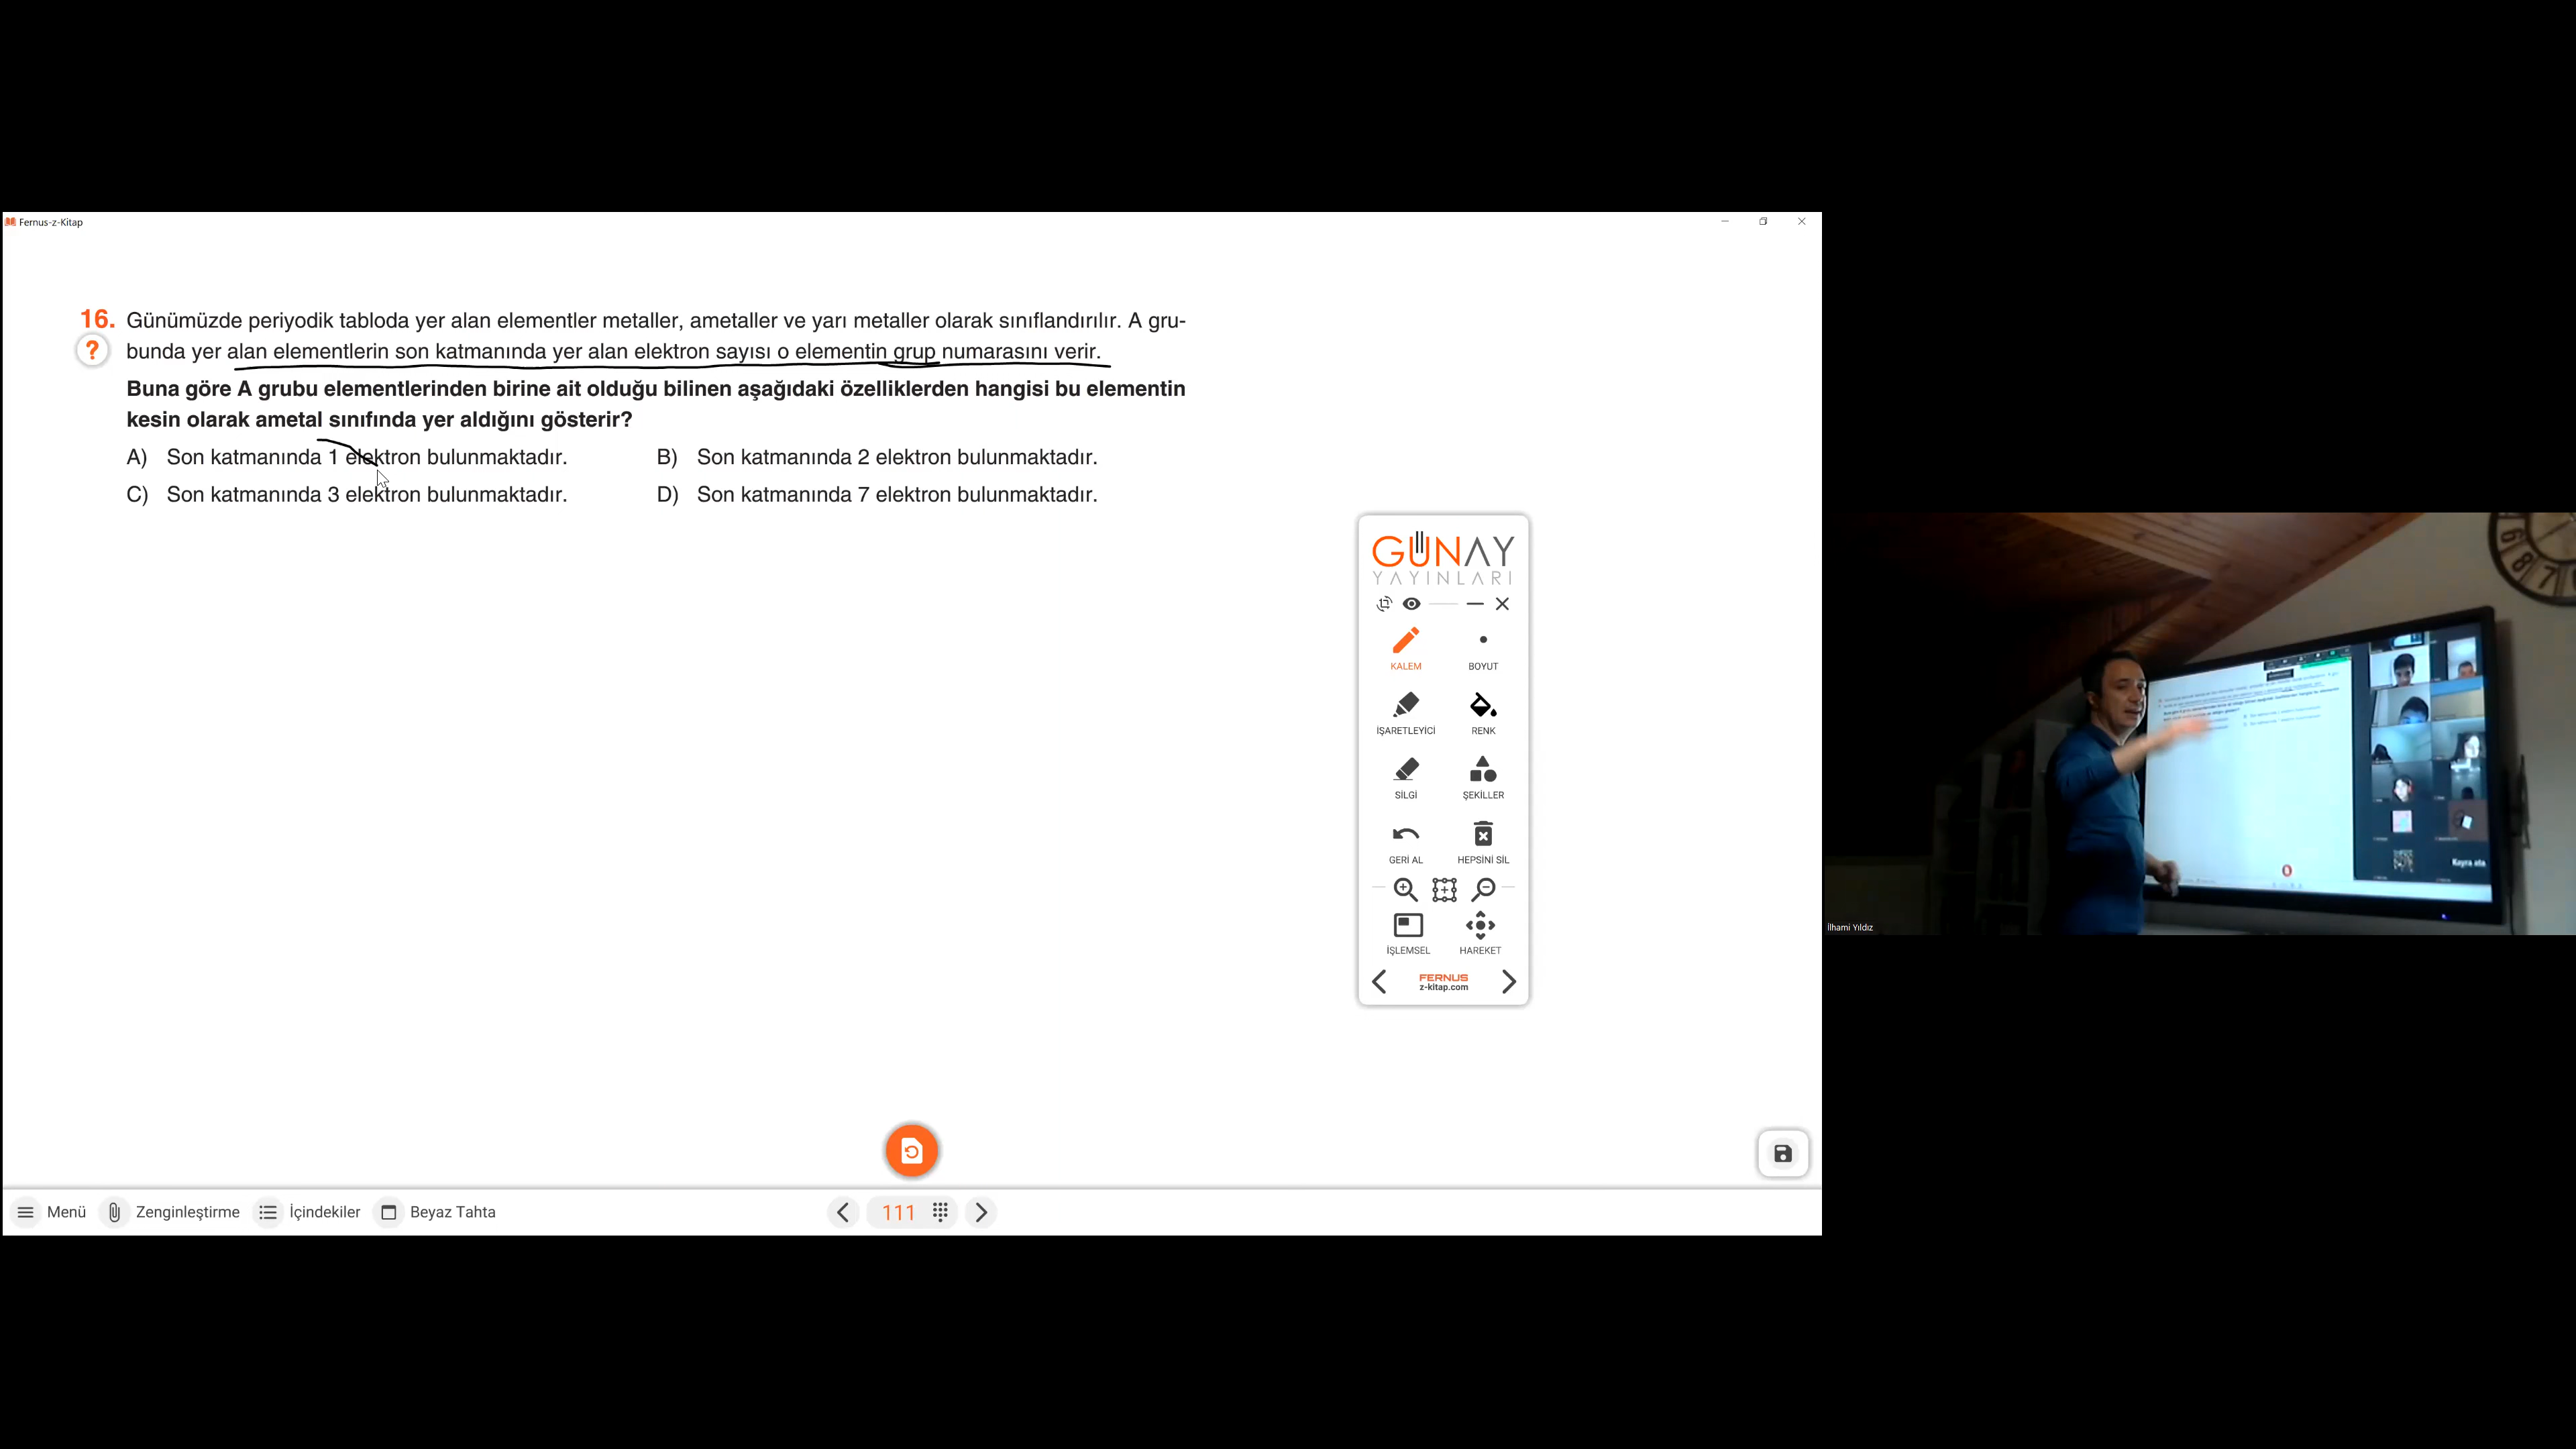 Fernus-z-Kitap
16. Günümüzde periyodik tabloda yer alan elementler metaller, ametaller ve yarı metaller olarak sınıflandırılır. A gru-
? bunda yer alan elementlerin son katmanında yer alan elektron sayısı o elementin grup numarasını verir.
Buna göre A grubu elementlerinden birine ait olduğu bilinen aşağıdaki özelliklerden hangisi bu elementin
kesin olarak ametal sınıfında yer aldığını gösterir?
A) Son katmanında 1 elektron bulunmaktadır. B) Son katmanında 2 elektron bulunmaktadır.
C) Son katmanında 3 elektron bulunmaktadır. D) Son katmanında 7 elektron bulunmaktadır.
GÜNAY
YAYINLARI
KALEM BOYUT
İŞARETLEYİCİ RENK
SİLGİ ŞEKİLLER
GERİ AL HEPSİNİ SİL
İŞLEMSEL HAREKET
FERNUS
z-kitap.com
Kayra ata
İlhami Yıldız
Menü Zenginleştirme İçindekiler Beyaz Tahta 111